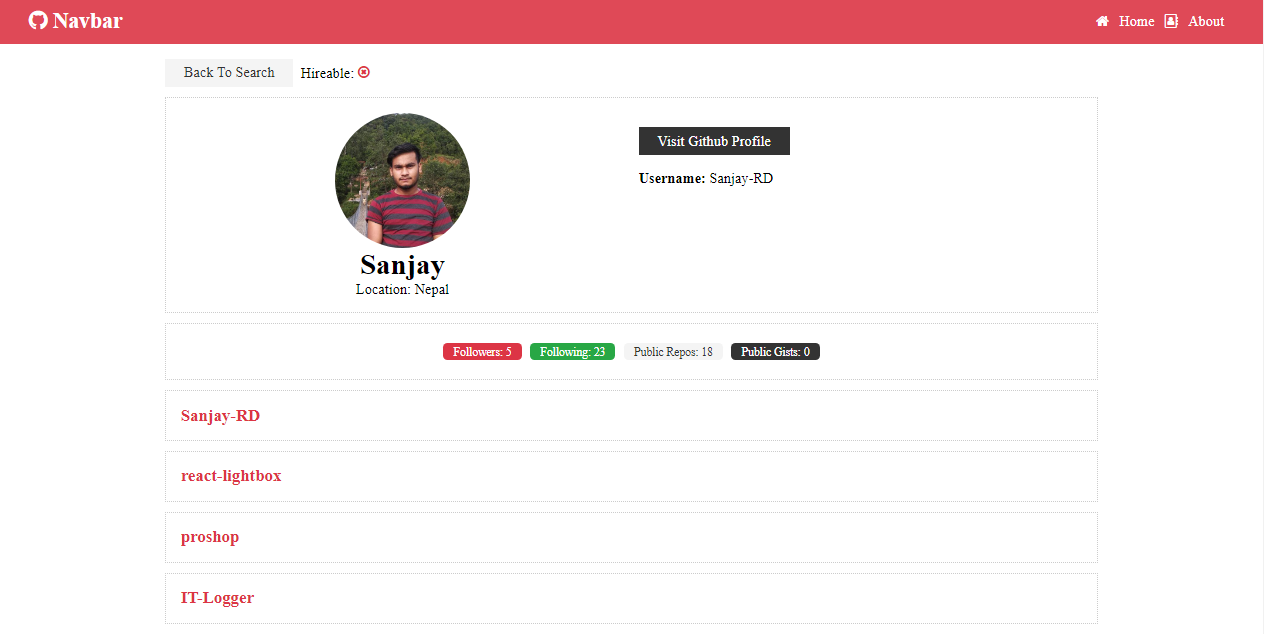 Navbar Home About
Back To Search Hireable:
Visit Github Profile
Username: Sanjay-RD
Sanjay
Location: Nepal
Followers: 5 Following: 23 Public Repos: 18 Public Gists: 0
Sanjay-RD
react-lightbox
proshop
IT-Logger